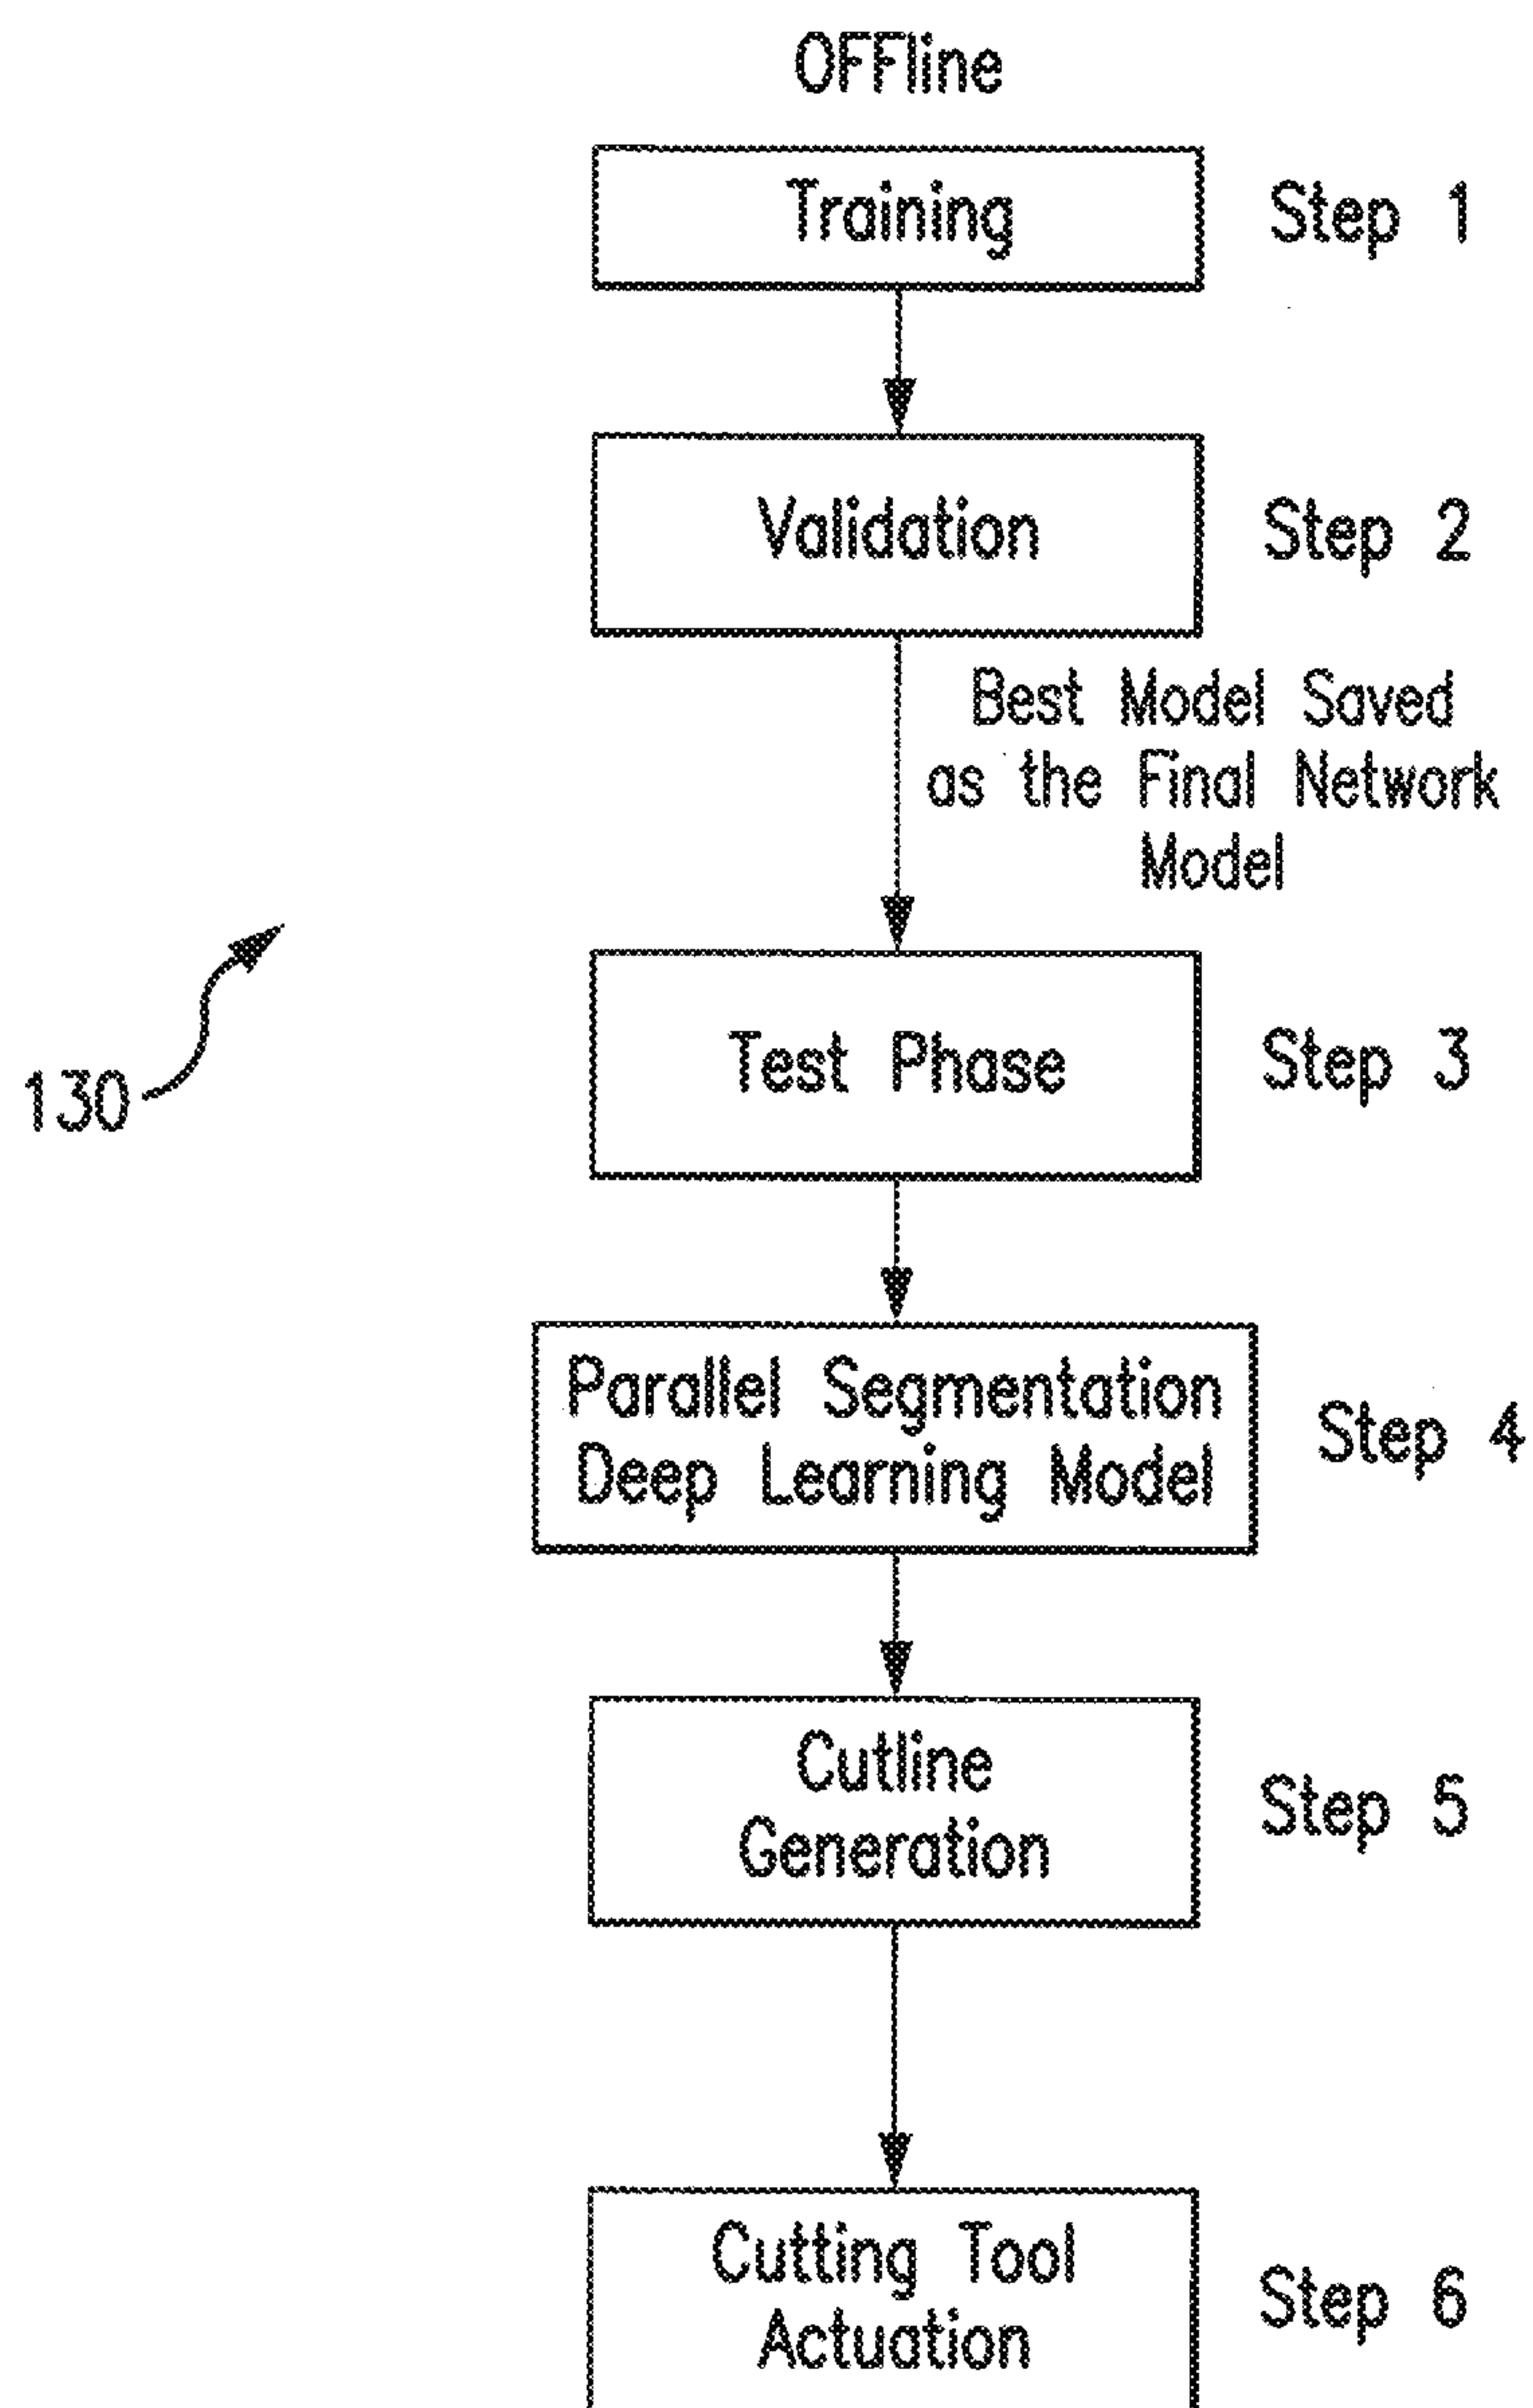 OFFline
Training
Step 1
Validation
Step 2
Best Model Saved
as the Final Network
Model
Test Phase
Step 3
130
Parallel Segmentation
Deep Learning Model
Step 4
Cutline
Generation
Step 5
Cutting Tool
Actuation
Step 6